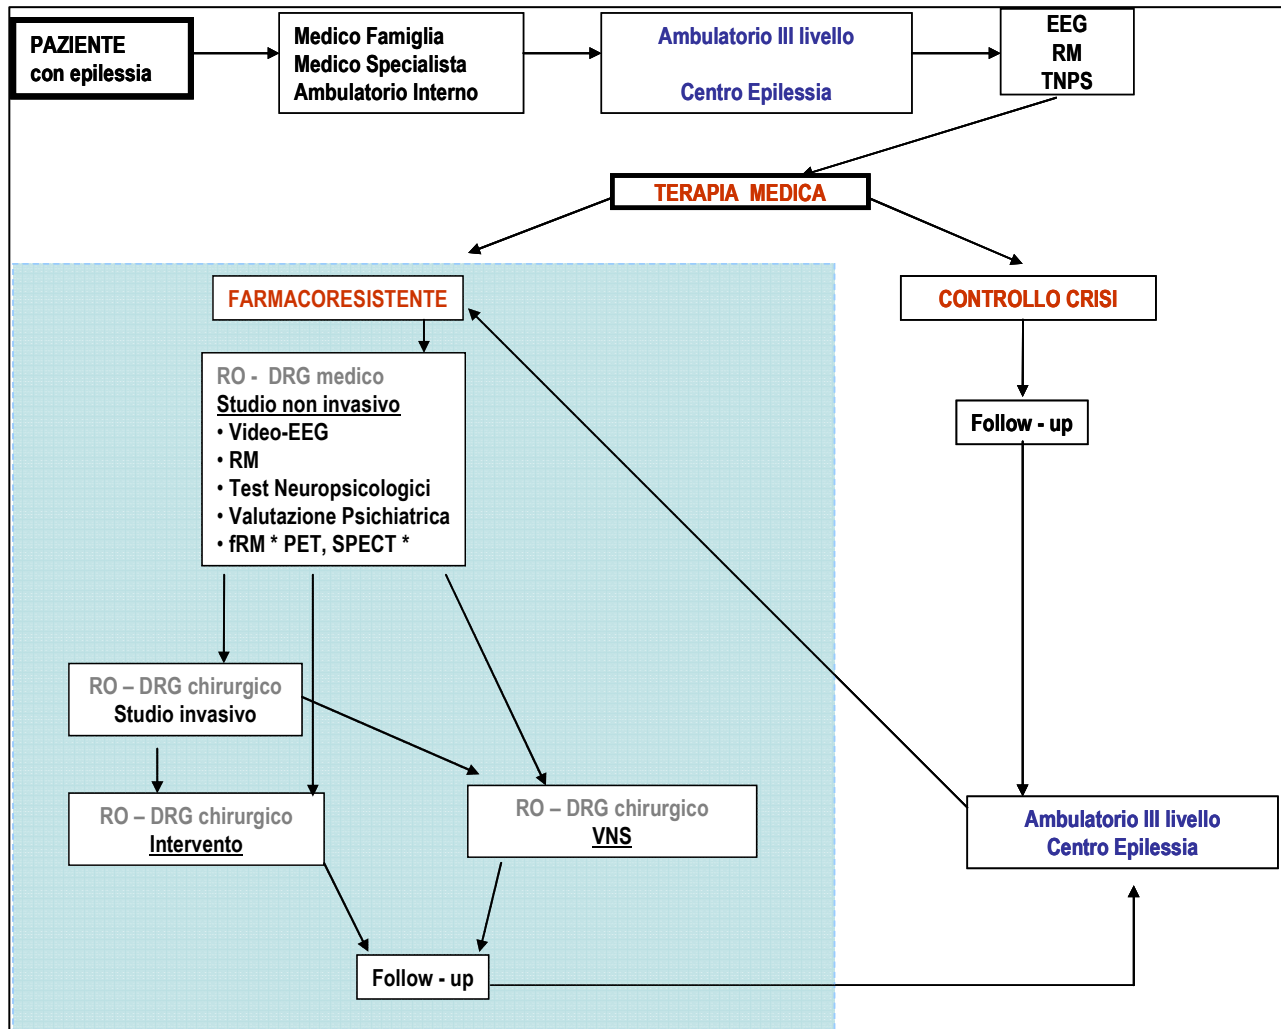 PAZIENTE
con epilessia
Medico Famiglia
Medico Specialista
Ambulatorio Interno
Ambulatorio III livello
Centro Epilessia
EEG
RM
TNPS
TERAPIA MEDICA
FARMACORESISTENTE
CONTROLLO CRISI
RO - DRG medico
Studio non invasivo
• Video-EEG
• RM
• Test Neuropsicologici
• Valutazione Psichiatrica
• fRM * PET, SPECT *
Follow - up
RO – DRG chirurgico
Studio invasivo
RO – DRG chirurgico
Intervento
RO – DRG chirurgico
VNS
Ambulatorio III livello
Centro Epilessia
Follow - up